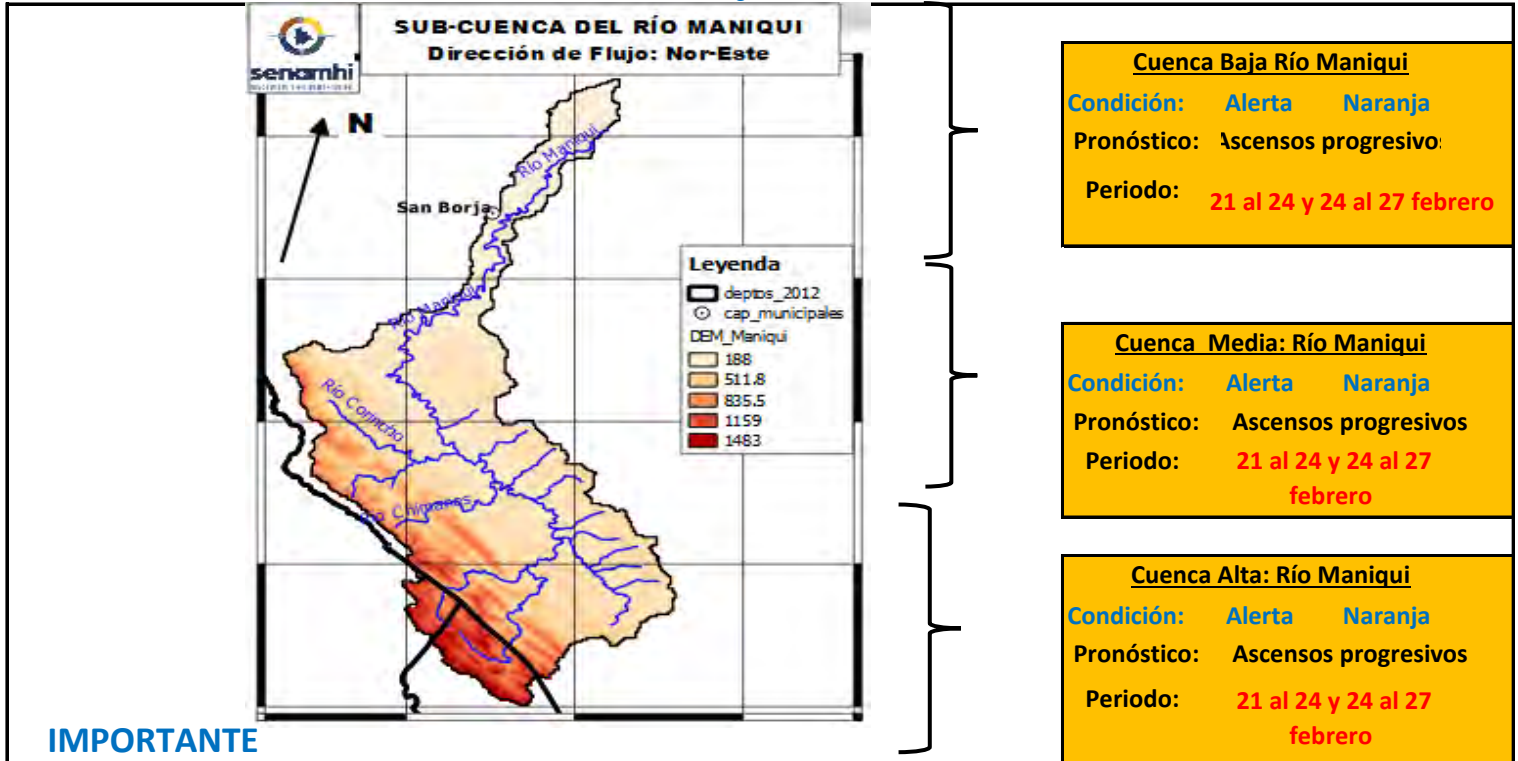 SUB-CUENCA DEL RÍO MANIQUI
Dirección de Flujo: Nor-Este
senamhi
N
Río Maniqui
San Borja
Río Maniqui
Río Chimanes
Leyenda
deptos_2012
cap_municipales
DEM_Maniqui
188
511.8
835.5
1159
1483
Cuenca Baja Río Maniqui
Condición: Alerta Naranja
Pronóstico: Ascensos progresivo
Periodo: 21 al 24 y 24 al 27 febrero
Cuenca Media: Río Maniqui
Condición: Alerta Naranja
Pronóstico: Ascensos progresivos
Periodo: 21 al 24 y 24 al 27
febrero
Cuenca Alta: Río Maniqui
Condición: Alerta Naranja
Pronóstico: Ascensos progresivos
Periodo: 21 al 24 y 24 al 27
febrero
IMPORTANTE